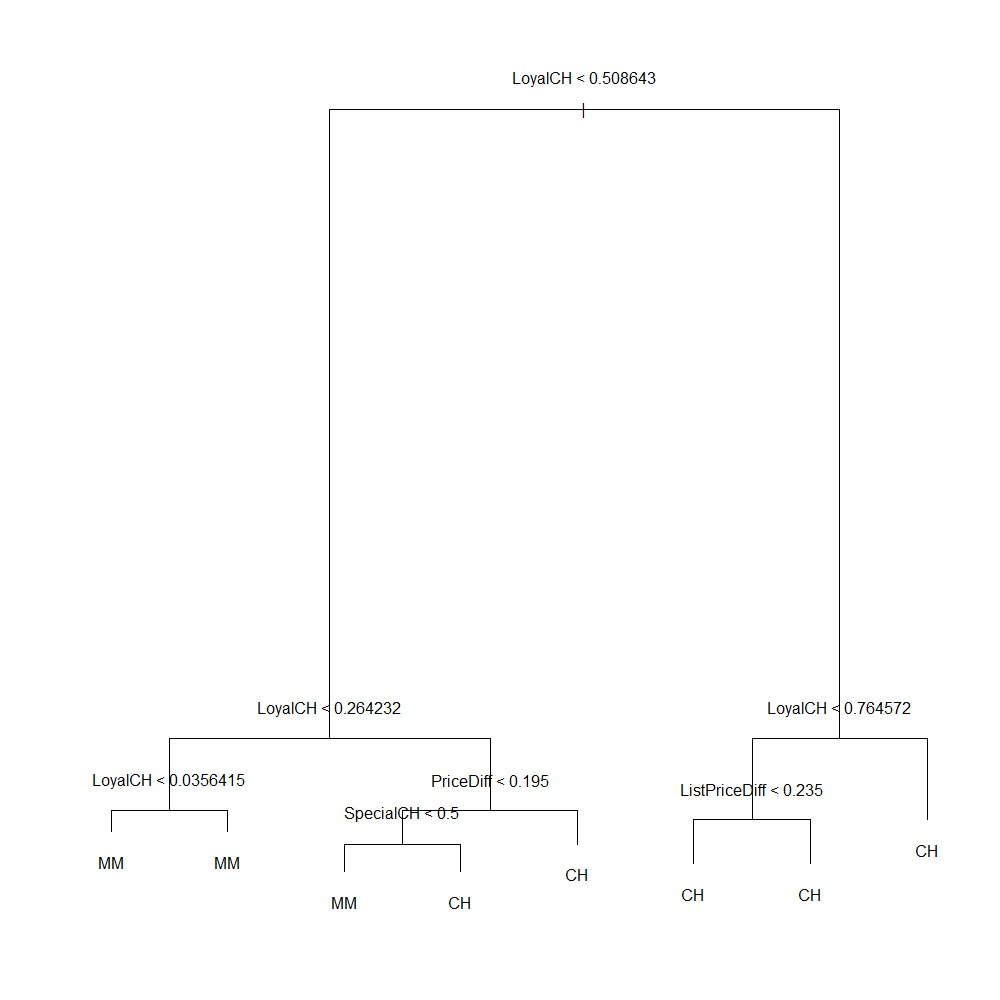 LoyalCH < 0.508643
LoyalCH < 0.264232
LoyalCH < 0.764572
LoyalCH < 0.0356415
PriceDiff < 0.195
ListPriceDiff < 0.235
SpecialCH < 0.5
MM
MM
CH
CH
MM
CH
CH
CH